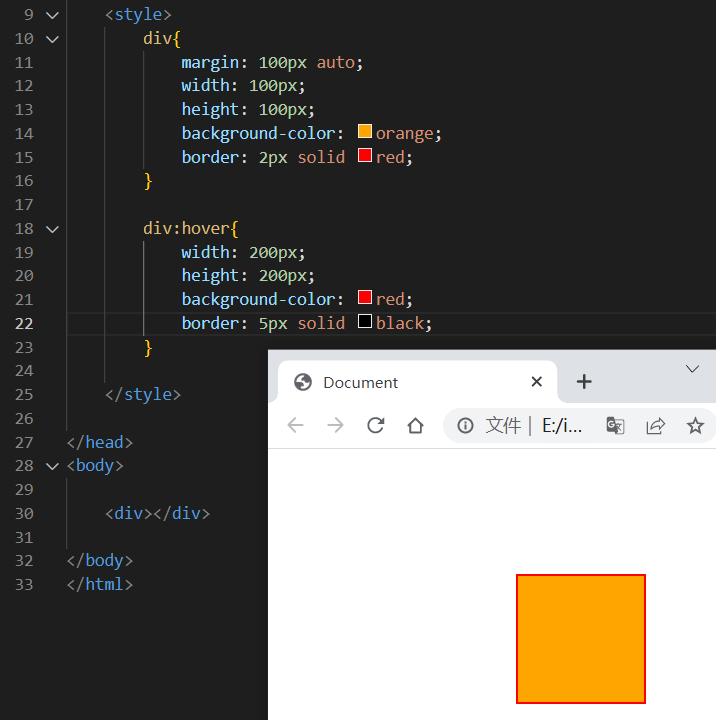 9 <style>
10 div{
11 margin: 100px auto;
12 width: 100px;
13 height: 100px;
14 background-color: orange;
15 border: 2px solid red;
16 }
17
18 div:hover{
19 width: 200px;
20 height: 200px;
21 background-color: red;
22 border: 5px solid black;
23 }
24
25 </style>
26
27 </head>
28 <body>
29
30 <div></div>
31
32 </body>
33 </html>
Document
文件 | E:/i...